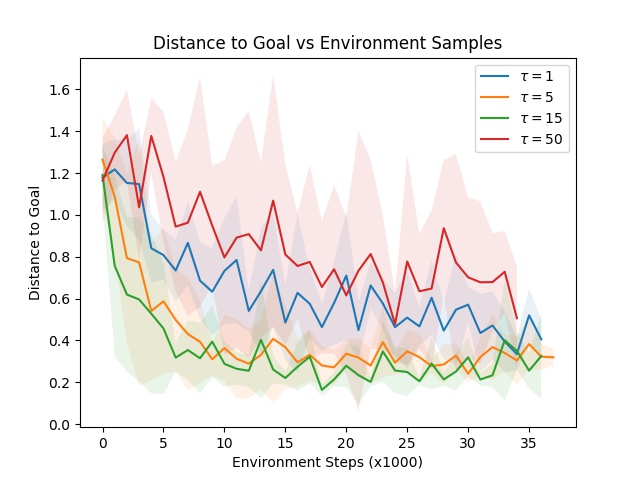 Distance to Goal vs Environment Samples
τ = 1
τ = 5
τ = 15
τ = 50
Distance to Goal
1.6
1.4
1.2
1.0
0.8
0.6
0.4
0.2
0.0
0 5 10 15 20 25 30 35
Environment Steps (x1000)